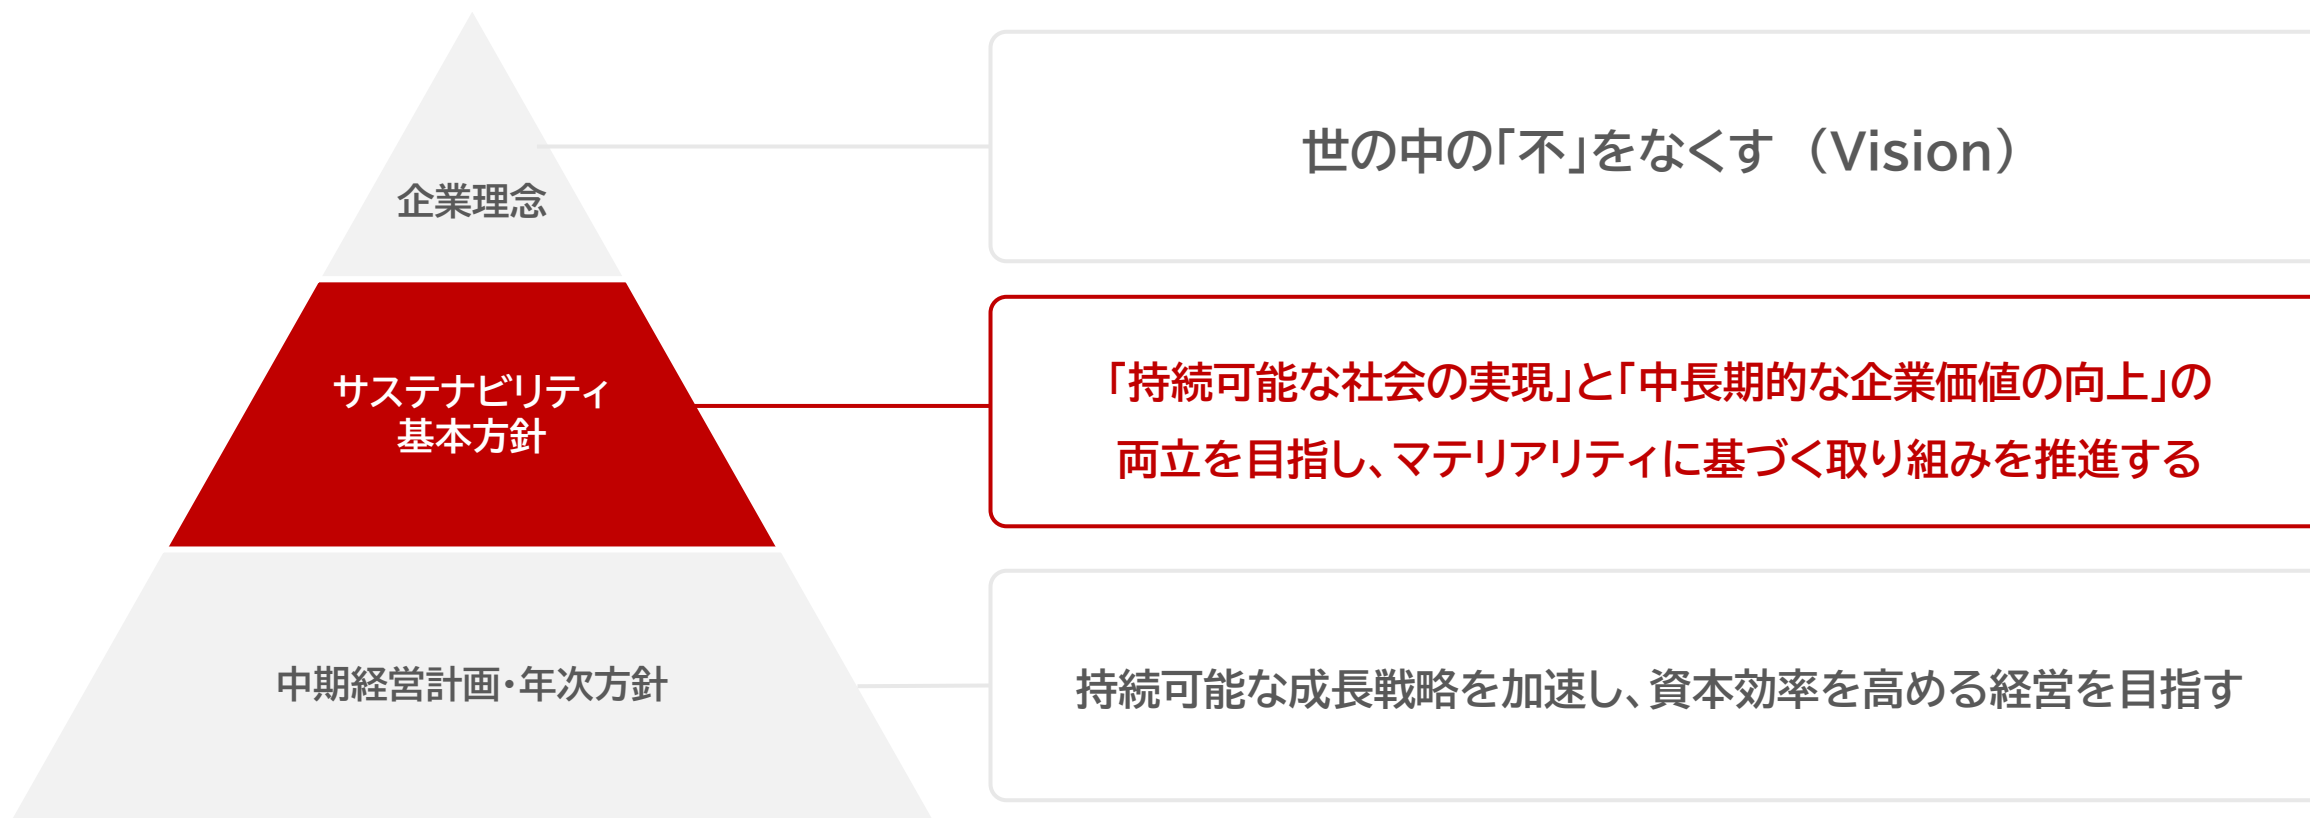 企業理念
世の中の「不」をなくす（Vision）
サステナビリティ
基本方針
「持続可能な社会の実現」と「中長期的な企業価値の向上」の
両立を目指し、マテリアリティに基づく取り組みを推進する
中期経営計画・年次方針
持続可能な成長戦略を加速し、資本効率を高める経営を目指す